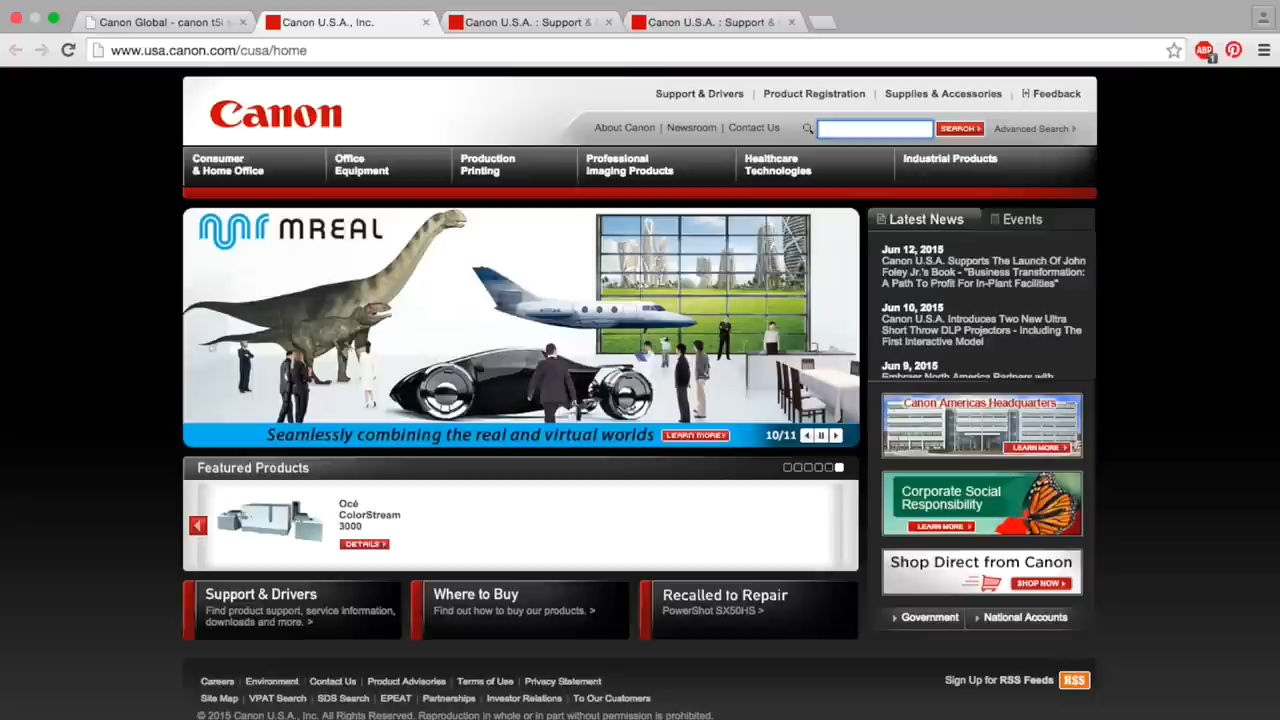 Canon Global - canon t5i
Canon U.S.A., Inc.
Canon U.S.A. : Support &
Canon U.S.A. : Support &
www.usa.canon.com/cusa/home
ABP
1
Canon
Support & Drivers | Product Registration | Supplies & Accessories | Feedback
About Canon | Newsroom | Contact Us
SEARCH
Advanced Search
Consumer
& Home Office
Office
Equipment
Production
Printing
Professional
Imaging Products
Healthcare
Technologies
Industrial Products
MREAL
Seamlessly combining the real and virtual worlds
LEARN MORE
10/11
Latest News
Events
Jun 12, 2015
Canon U.S.A. Supports The Launch Of John
Foley Jr.'s Book - "Business Transformation:
A Path To Profit For In-Plant Facilities"
Jun 10, 2015
Canon U.S.A. Introduces Two New Ultra
Short Throw DLP Projectors - Including The
First Interactive Model
Jun 9, 2015
Embraer North America Partners with
Canon Americas Headquarters
LEARN MORE
Corporate Social
Responsibility
LEARN MORE
Shop Direct from Canon
SHOP NOW
Government
National Accounts
Featured Products
Océ
ColorStream
3000
DETAILS
Support & Drivers
Find product support, service information,
downloads and more. >
Where to Buy
Find out how to buy our products. >
Recalled to Repair
PowerShot SX50HS >
Careers | Environment | Contact Us | Product Advisories | Terms of Use | Privacy Statement
Site Map | VPAT Search | SDS Search | EPEAT | Partnerships | Investor Relations | To Our Customers
Sign Up for RSS Feeds RSS
© 2015 Canon U.S.A., Inc. All Rights Reserved. Reproduction in whole or in part without permission is prohibited.